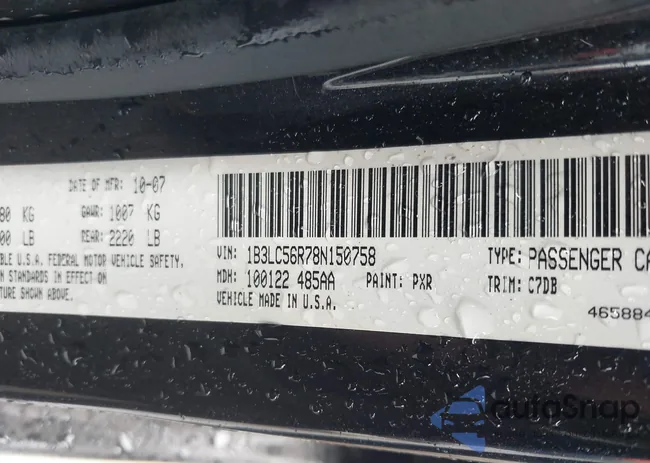 DATE OF MFR: 10-07
80 KG GAWR: 1007 KG
00 LB REAR: 2220 LB
BLE U.S.A. FEDERAL MOTOR VEHICLE SAFETY,
ON STANDARDS IN EFFECT ON
TURE SHOWN ABOVE.
VIN: 1B3LC56R78N150758
MDH: 100122 485AA PAINT: PXR
VEHICLE MADE IN U.S.A.
TYPE: PASSENGER CA
TRIM: C7DB
465884
autoSnap